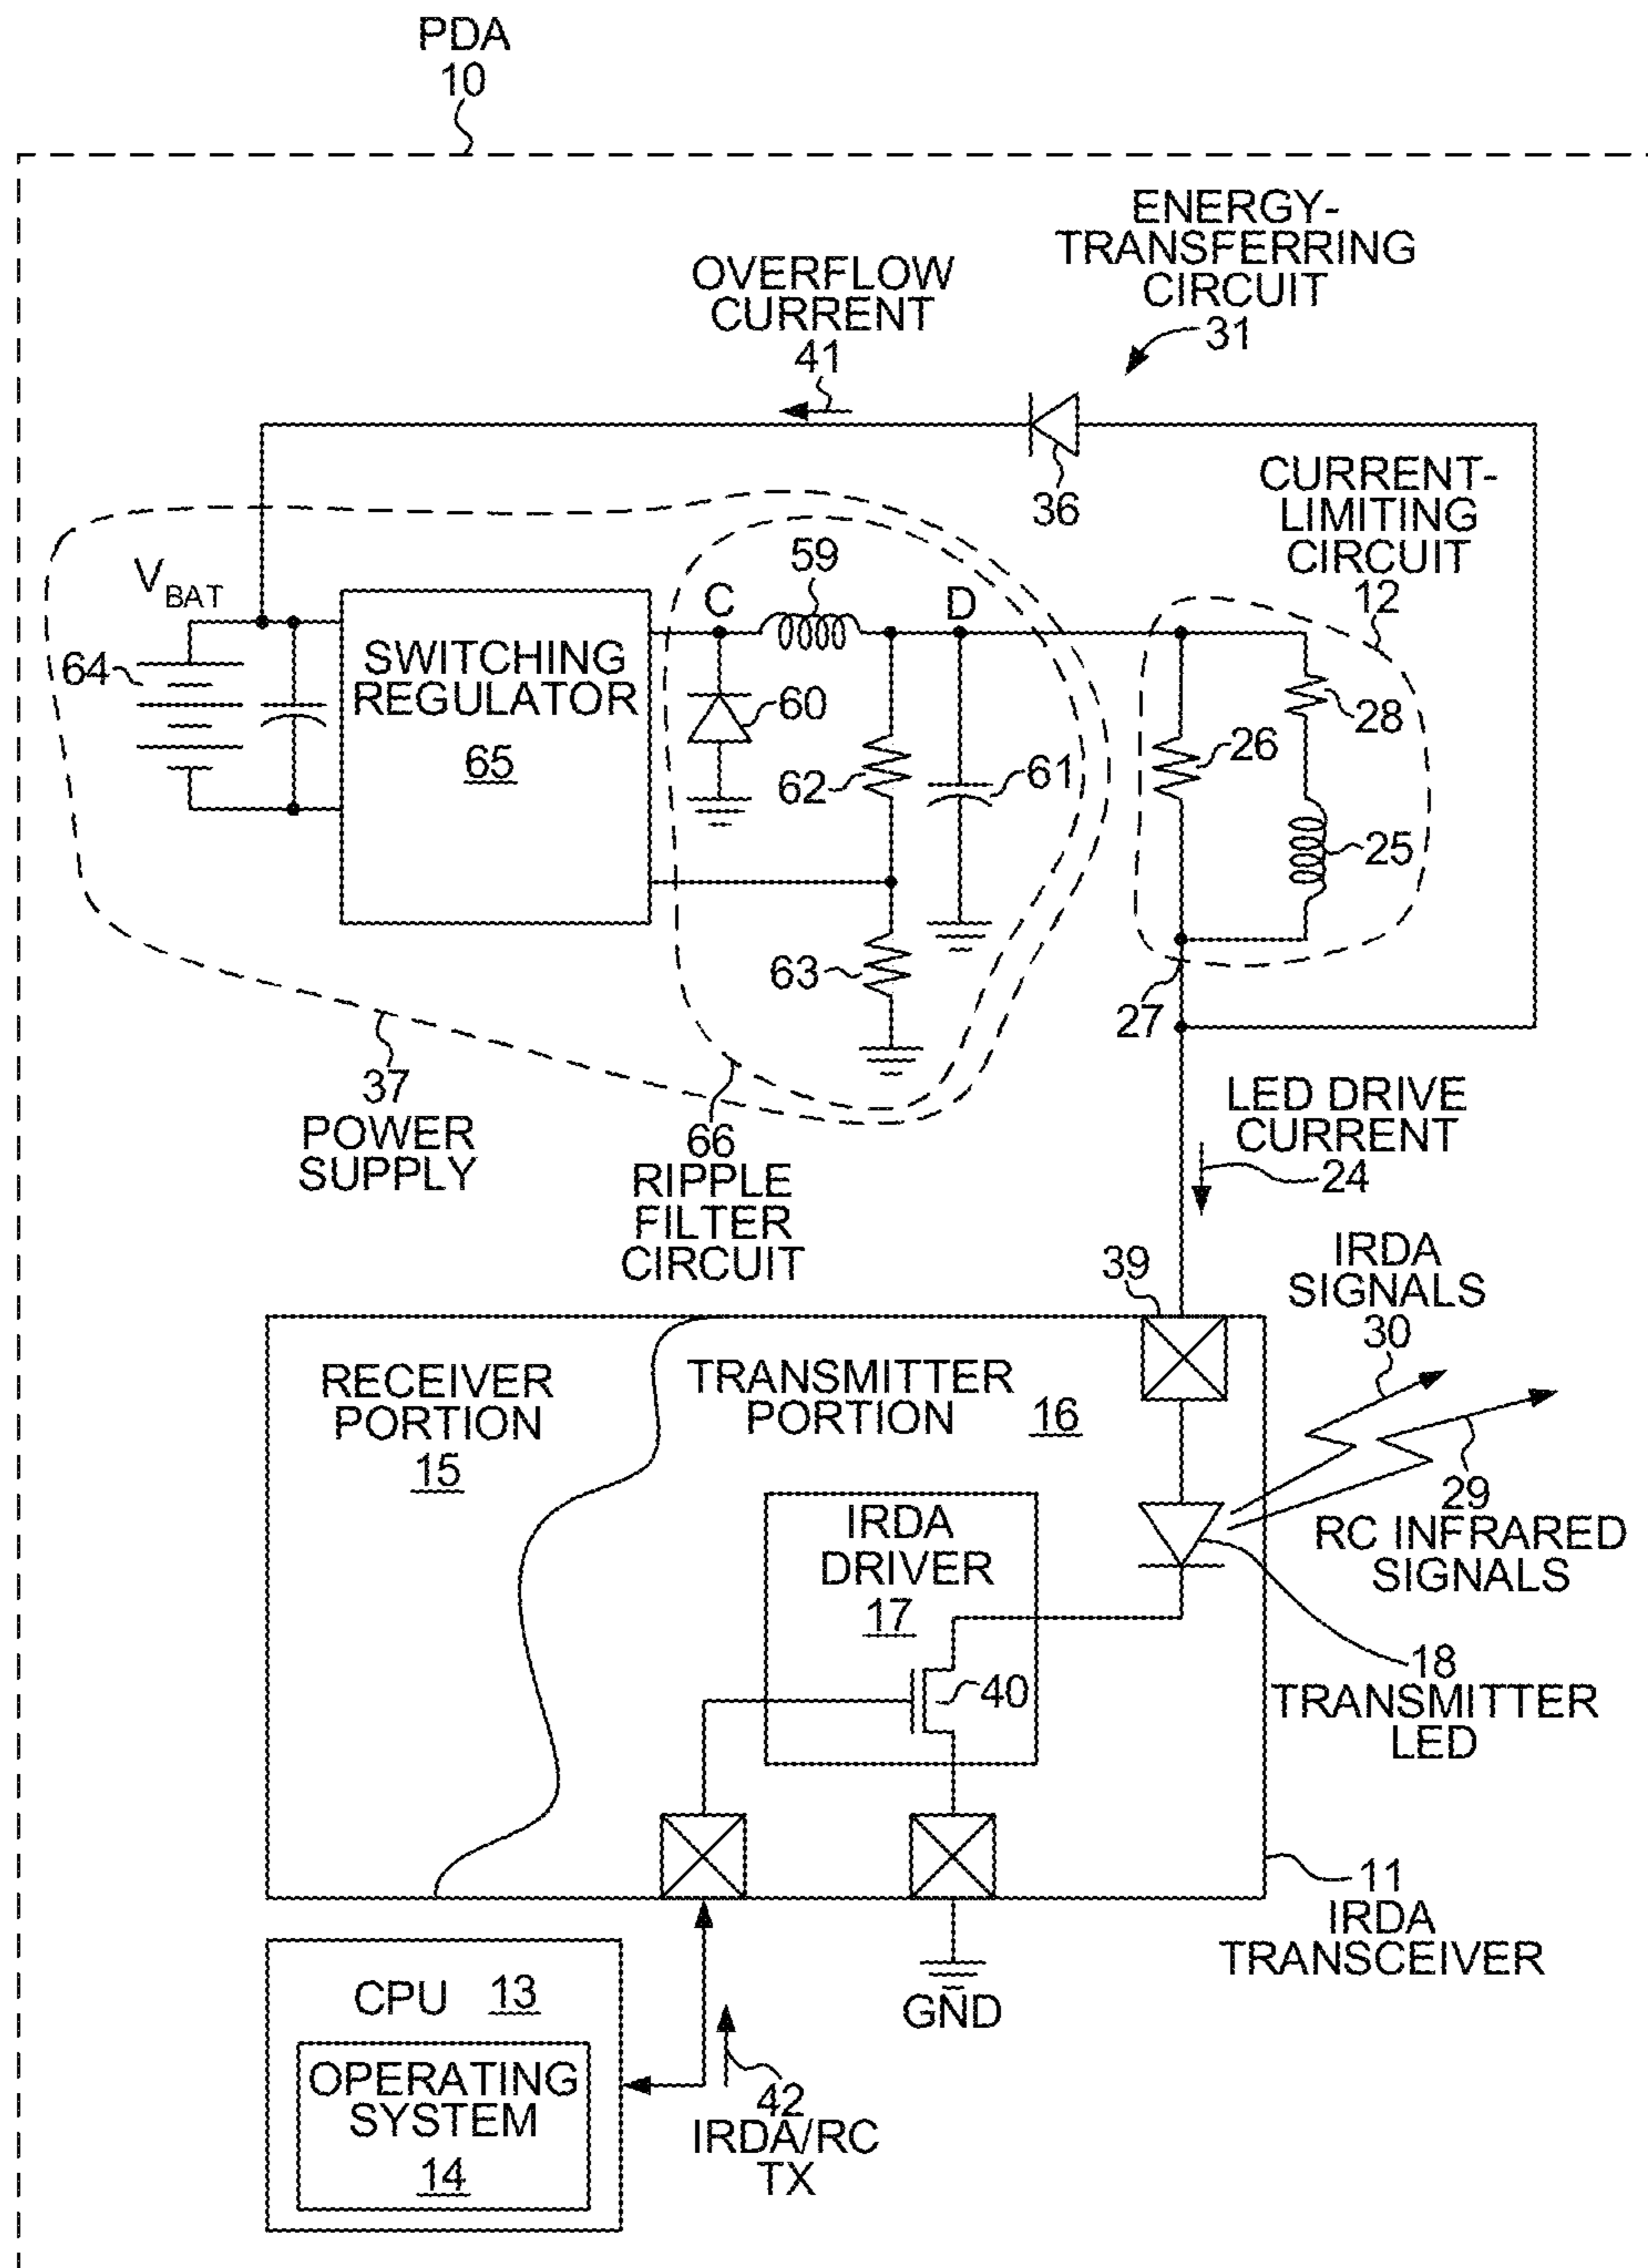 PDA
10
ENERGY-
TRANSFERRING
CIRCUIT
31
OVERFLOW
CURRENT
41
36
CURRENT-
LIMITING
CIRCUIT
12
VBAT
64
SWITCHING
REGULATOR
65
C
59
D
60
62
61
63
26
28
25
27
37
POWER
SUPPLY
66
RIPPLE
FILTER
CIRCUIT
LED DRIVE
CURRENT
24
39
IRDA
SIGNALS
30
RECEIVER
PORTION
15
TRANSMITTER
PORTION
16
29
RC INFRARED
SIGNALS
IRDA
DRIVER
17
40
18
TRANSMITTER
LED
11
IRDA
TRANSCEIVER
GND
CPU 13
OPERATING
SYSTEM
14
42
IRDA/RC
TX